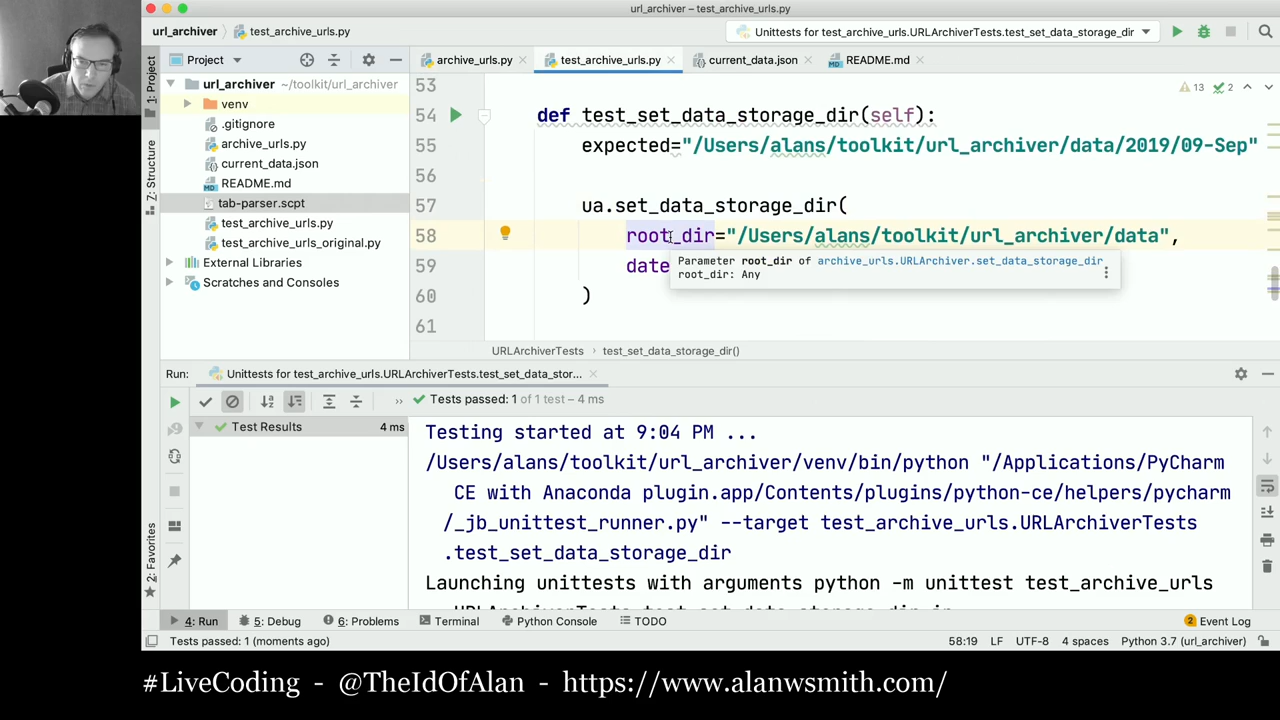 url_archiver – test_archive_urls.py
url_archiver
test_archive_urls.py
Unittests for test_archive_urls.URLArchiverTests.test_set_data_storage_dir
1: Project
Project
archive_urls.py
test_archive_urls.py
current_data.json
README.md
url_archiver ~/toolkit/url_archiver
venv
.gitignore
archive_urls.py
current_data.json
README.md
tab-parser.scpt
test_archive_urls.py
test_archive_urls_original.py
External Libraries
Scratches and Consoles
Z: Structure
53
54 def test_set_data_storage_dir(self):
55 expected="/Users/alans/toolkit/url_archiver/data/2019/09-Sep"
56
57 ua.set_data_storage_dir(
58 root_dir="/Users/alans/toolkit/url_archiver/data",
59 date
60 )
61
13 2
Parameter root_dir of archive_urls.URLArchiver.set_data_storage_dir
root_dir: Any
URLArchiverTests › test_set_data_storage_dir()
Run: Unittests for test_archive_urls.URLArchiverTests.test_set_data_stor...
Tests passed: 1 of 1 test – 4 ms
Test Results 4 ms
Testing started at 9:04 PM ...
/Users/alans/toolkit/url_archiver/venv/bin/python "/Applications/PyCharm
CE with Anaconda plugin.app/Contents/plugins/python-ce/helpers/pycharm
/_jb_unittest_runner.py" --target test_archive_urls.URLArchiverTests
.test_set_data_storage_dir
Launching unittests with arguments python -m unittest test_archive_urls
2: Favorites
4: Run
5: Debug
6: Problems
Terminal
Python Console
TODO
2 Event Log
Tests passed: 1 (moments ago)
58:19 LF UTF-8 4 spaces Python 3.7 (url_archiver)
#LiveCoding - @TheIdOfAlan - https://www.alanwsmith.com/